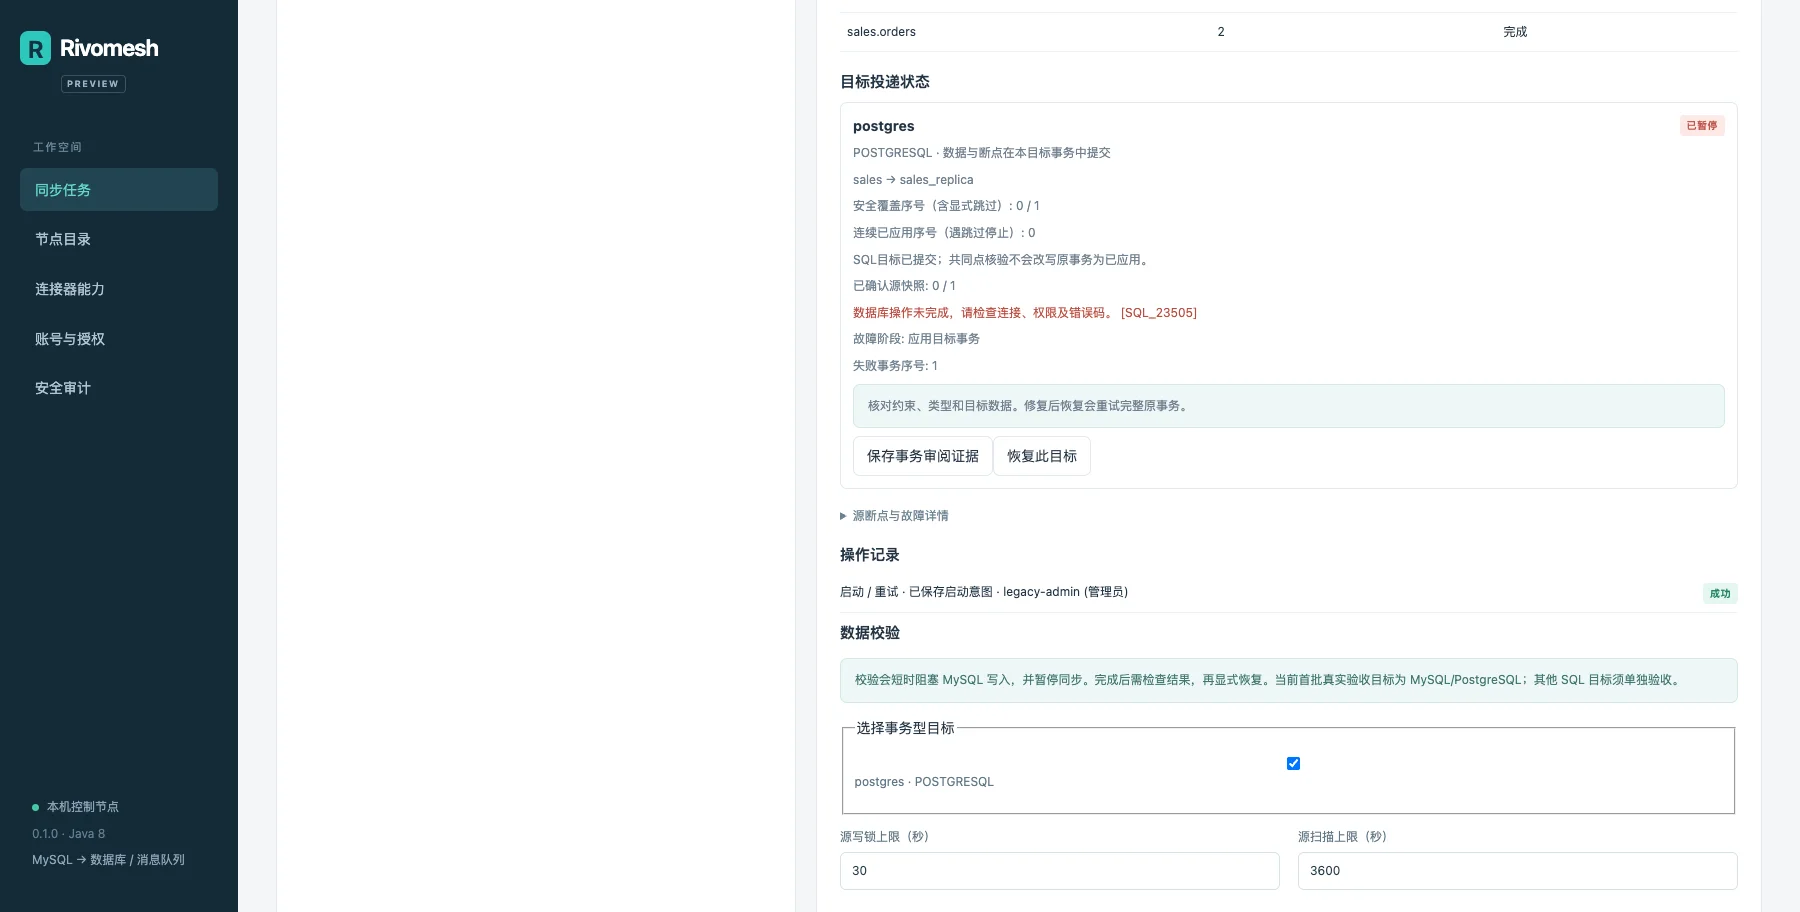 Rivomesh
PREVIEW
工作空间
同步任务
节点目录
连接器能力
账号与授权
安全审计
本机控制节点
0.1.0 · Java 8
MySQL → 数据库 / 消息队列
sales.orders 2 完成
目标投递状态
postgres 已暂停
POSTGRESQL · 数据与断点在本目标事务中提交
sales → sales_replica
安全覆盖序号（含显式跳过）: 0 / 1
连续已应用序号（遇跳过停止）: 0
SQL目标已提交；共同点核验不会改写原事务为已应用。
已确认源快照: 0 / 1
数据库操作未完成，请检查连接、权限及错误码。 [SQL_23505]
故障阶段: 应用目标事务
失败事务序号: 1
核对约束、类型和目标数据。修复后恢复会重试完整原事务。
保存事务审阅证据 恢复此目标
▶ 源断点与故障详情
操作记录
启动 / 重试 · 已保存启动意图 · legacy-admin (管理员) 成功
数据校验
校验会短时阻塞 MySQL 写入，并暂停同步。完成后需检查结果，再显式恢复。当前首批真实验收目标为 MySQL/PostgreSQL；其他 SQL 目标须单独验收。
选择事务型目标
postgres · POSTGRESQL
源写锁上限（秒） 源扫描上限（秒）
30 3600